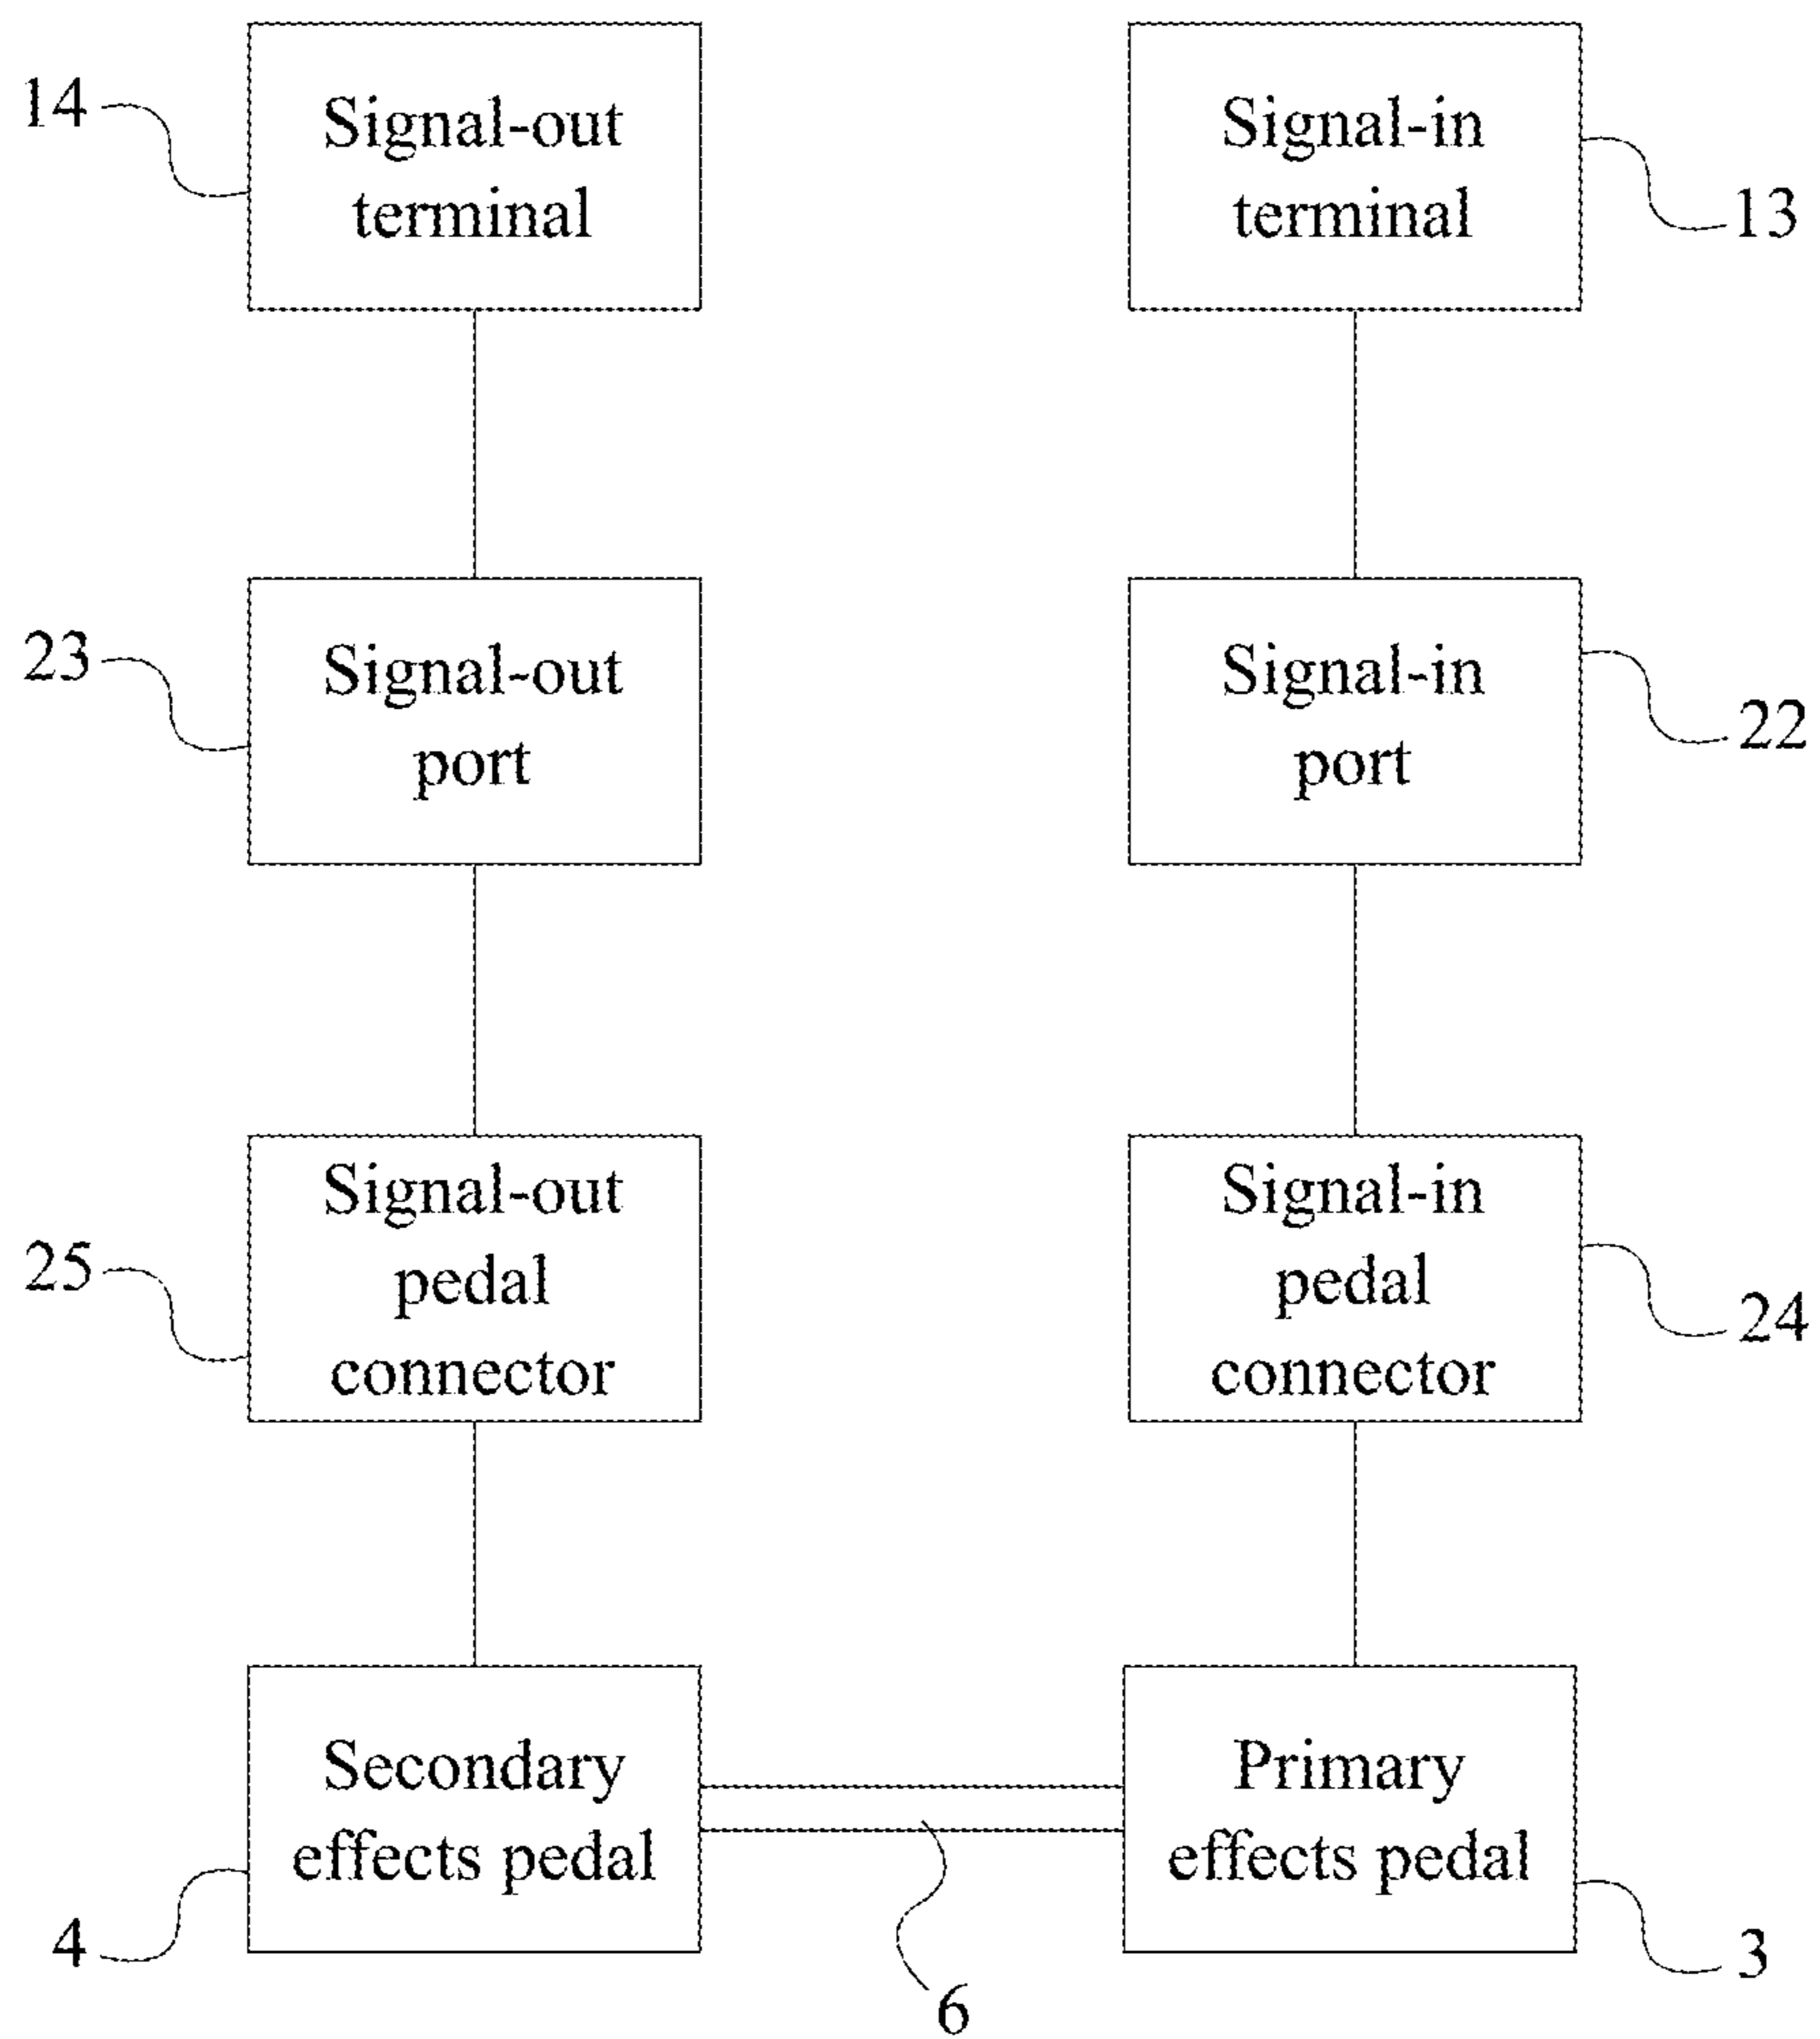 14
Signal-out
terminal
Signal-in
terminal
13
23
Signal-out
port
Signal-in
port
22
25
Signal-out
pedal
connector
Signal-in
pedal
connector
24
Secondary
effects pedal
4
Primary
effects pedal
3
6